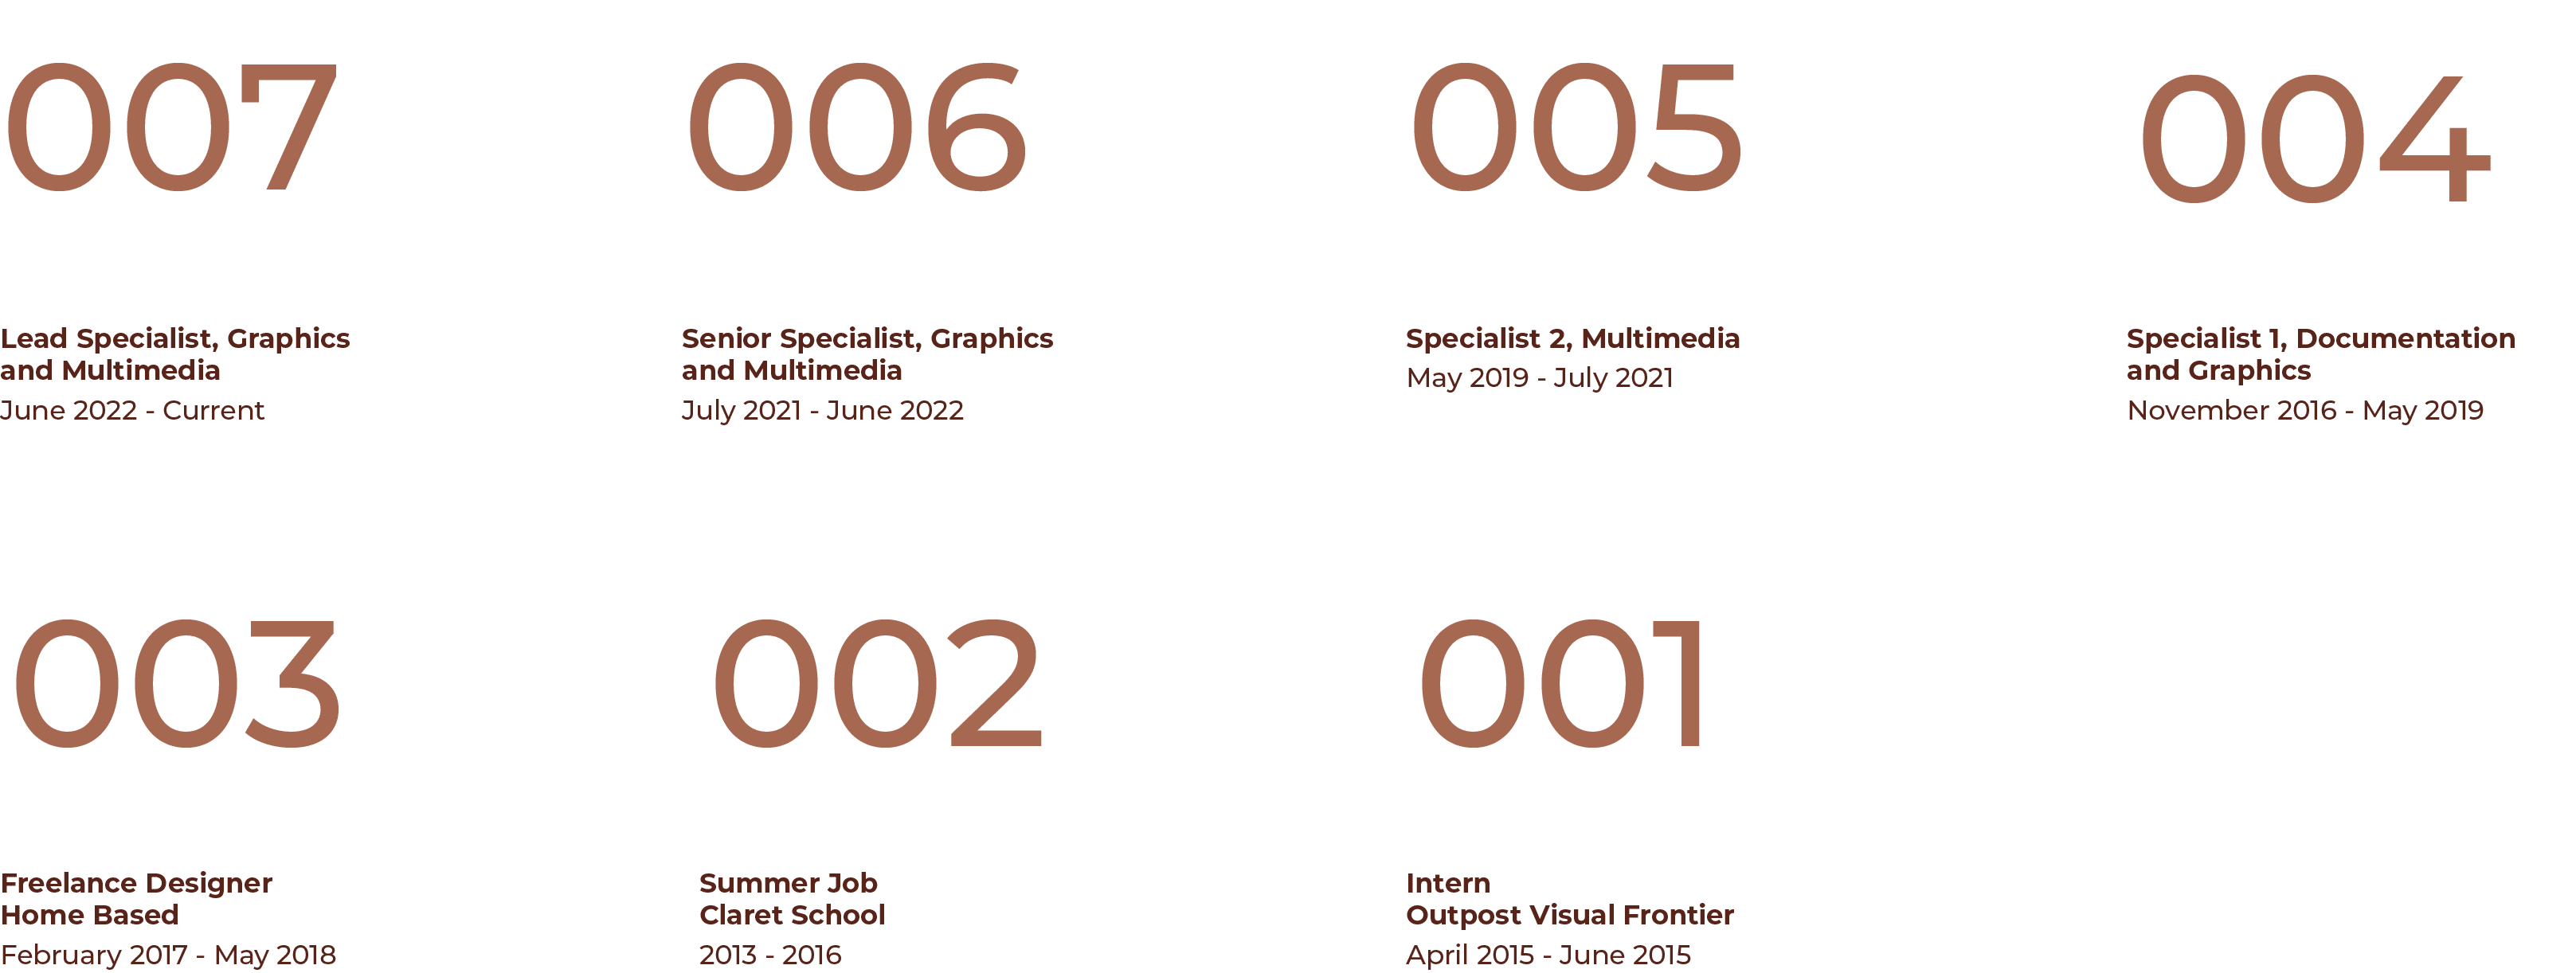 007
Lead Specialist, Graphics
and Multimedia
June 2022 - Current
006
Senior Specialist, Graphics
and Multimedia
July 2021 - June 2022
005
Specialist 2, Multimedia
May 2019 - July 2021
004
Specialist 1, Documentation
and Graphics
November 2016 - May 2019
003
Freelance Designer
Home Based
February 2017 - May 2018
002
Summer Job
Claret School
2013 - 2016
001
Intern
Outpost Visual Frontier
April 2015 - June 2015